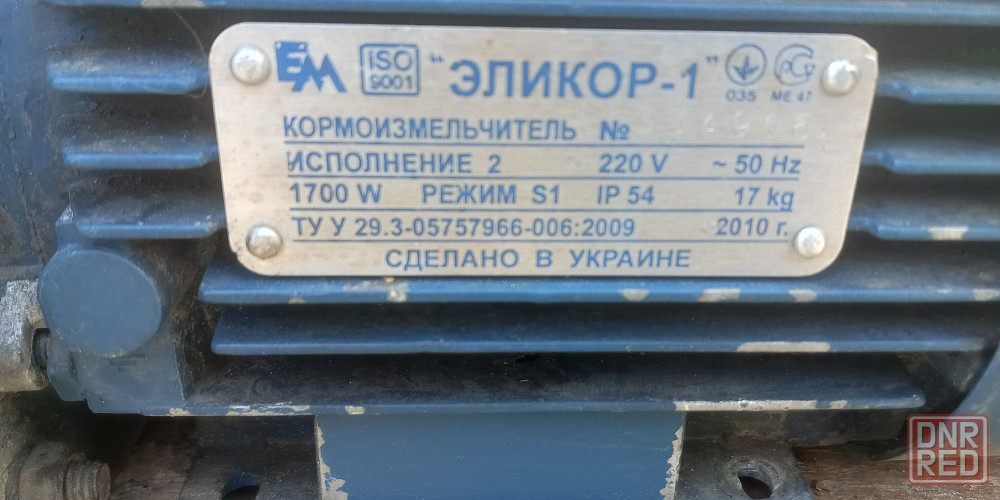 ЕМ ISO 9001 "ЭЛИКОР-1" 035 МЕ 47
КОРМОИЗМЕЛЬЧИТЕЛЬ №
ИСПОЛНЕНИЕ 2 220 V ~ 50 Hz
1700 W РЕЖИМ S1 IP 54 17 kg
ТУ У 29.3-05757966-006:2009 2010 г.
СДЕЛАНО В УКРАИНЕ
DNR
RED